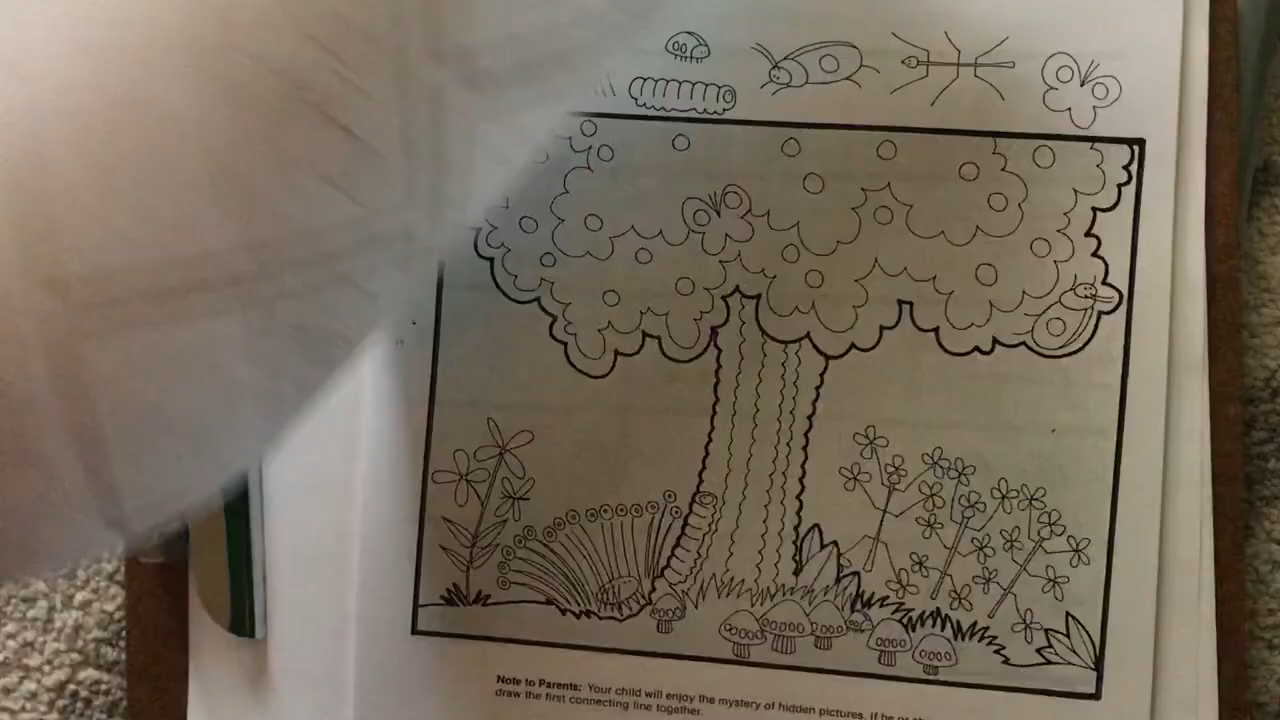 Note to Parents: Your child will enjoy the mystery of hidden pictures. If he or
draw the first connecting line together.